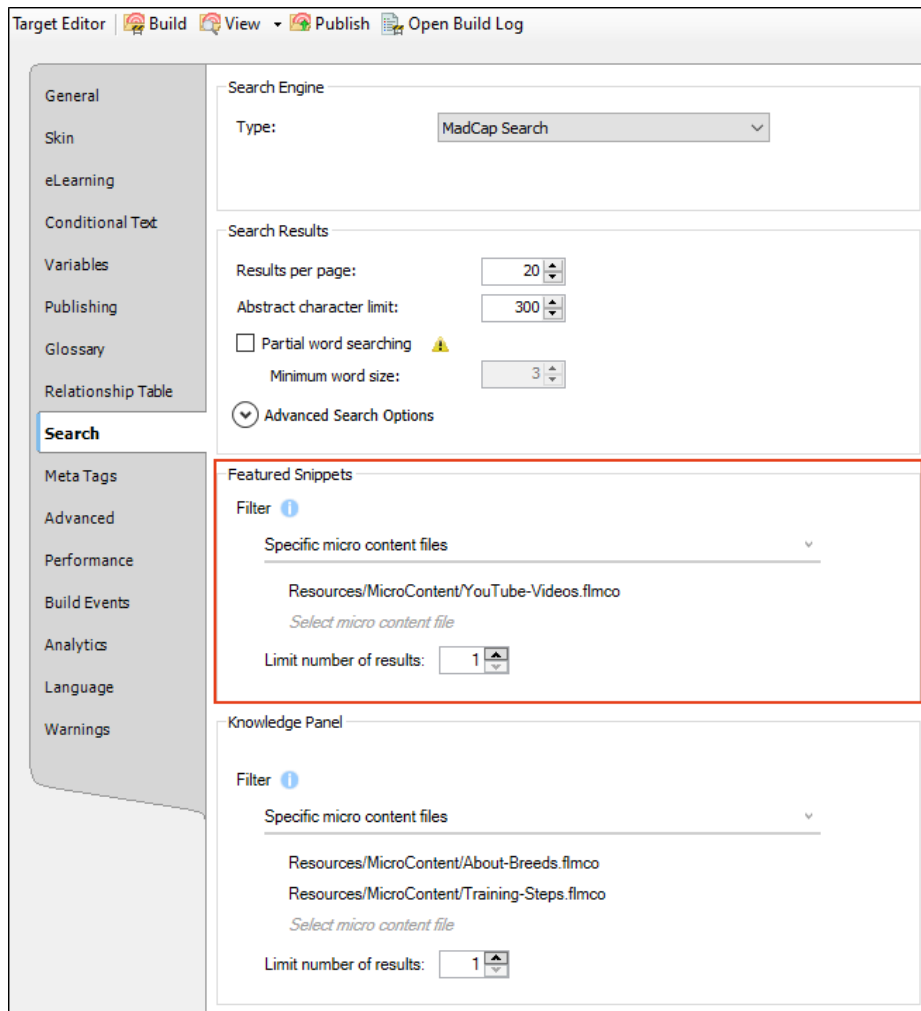 Target Editor Build View Publish Open Build Log
General
Skin
eLearning
Conditional Text
Variables
Publishing
Glossary
Relationship Table
Search
Meta Tags
Advanced
Performance
Build Events
Analytics
Language
Warnings
Search Engine
Type: MadCap Search
Search Results
Results per page: 20
Abstract character limit: 300
Partial word searching
Minimum word size: 3
Advanced Search Options
Featured Snippets
Filter
Specific micro content files
Resources/MicroContent/YouTube-Videos.flmco
Select micro content file
Limit number of results: 1
Knowledge Panel
Filter
Specific micro content files
Resources/MicroContent/About-Breeds.flmco
Resources/MicroContent/Training-Steps.flmco
Select micro content file
Limit number of results: 1